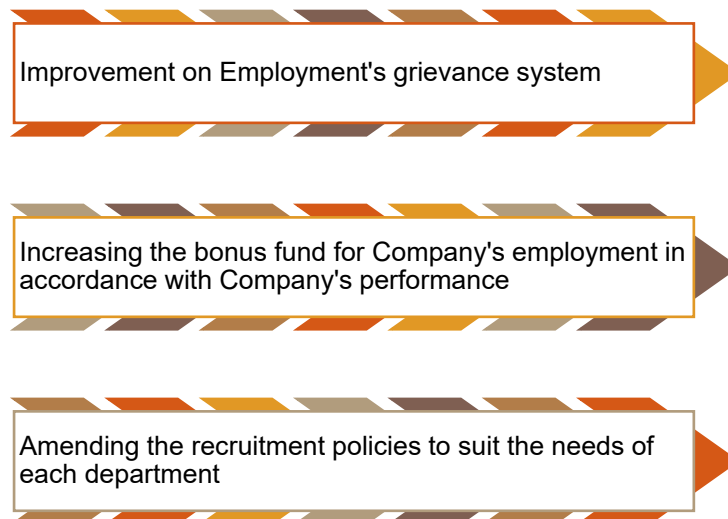 Improvement on Employment's grievance system
Increasing the bonus fund for Company's employment in
accordance with Company's performance
Amending the recruitment policies to suit the needs of
each department